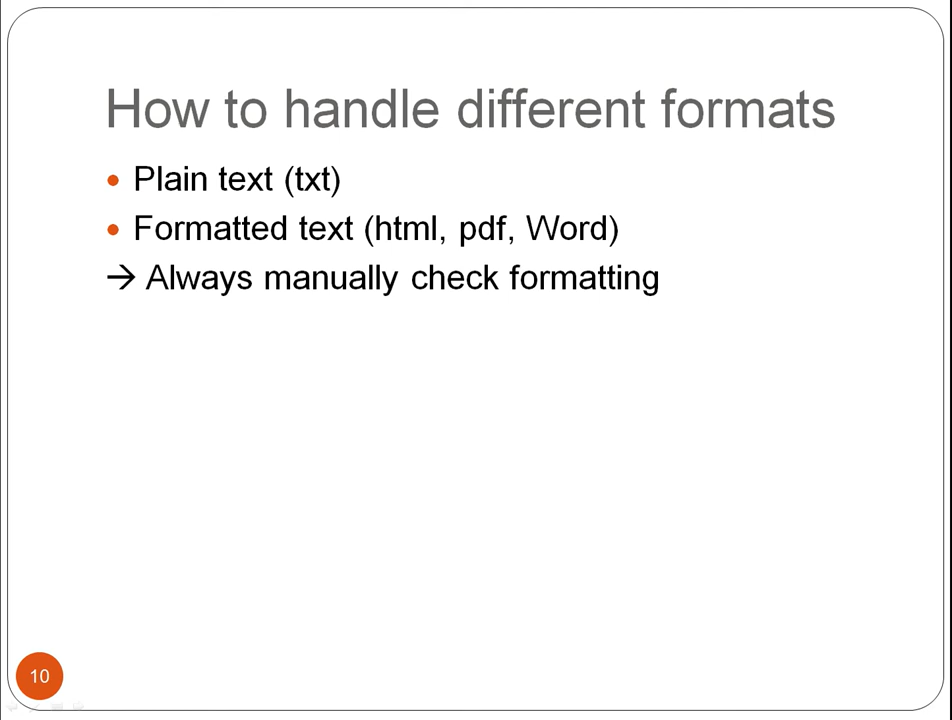 How to handle different formats
• Plain text (txt)
• Formatted text (html, pdf, Word)
→ Always manually check formatting
10